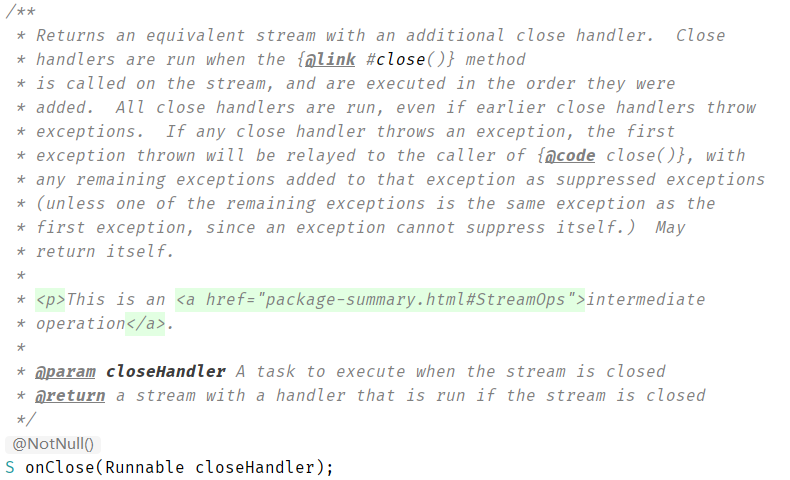 /**
 * Returns an equivalent stream with an additional close handler.  Close
 * handlers are run when the {@link #close()} method
 * is called on the stream, and are executed in the order they were
 * added.  All close handlers are run, even if earlier close handlers throw
 * exceptions.  If any close handler throws an exception, the first
 * exception thrown will be relayed to the caller of {@code close()}, with
 * any remaining exceptions added to that exception as suppressed exceptions
 * (unless one of the remaining exceptions is the same exception as the
 * first exception, since an exception cannot suppress itself.)  May
 * return itself.
 *
 * <p>This is an <a href="package-summary.html#StreamOps">intermediate
 * operation</a>.
 *
 * @param closeHandler A task to execute when the stream is closed
 * @return a stream with a handler that is run if the stream is closed
 */
@NotNull()
S onClose(Runnable closeHandler);